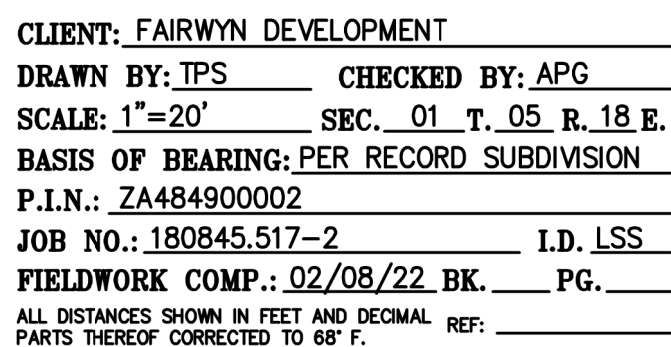 CLIENT: FAIRWYN DEVELOPMENT
DRAWN BY: TPS CHECKED BY: APG
SCALE: 1"=20' SEC. 01 T. 05 R. 18 E.
BASIS OF BEARING: PER RECORD SUBDIVISION
P.I.N.: ZA484900002
JOB NO.: 180845.517-2 I.D. LSS
FIELDWORK COMP.: 02/08/22 BK. PG.
ALL DISTANCES SHOWN IN FEET AND DECIMAL REF:
PARTS THEREOF CORRECTED TO 68° F.